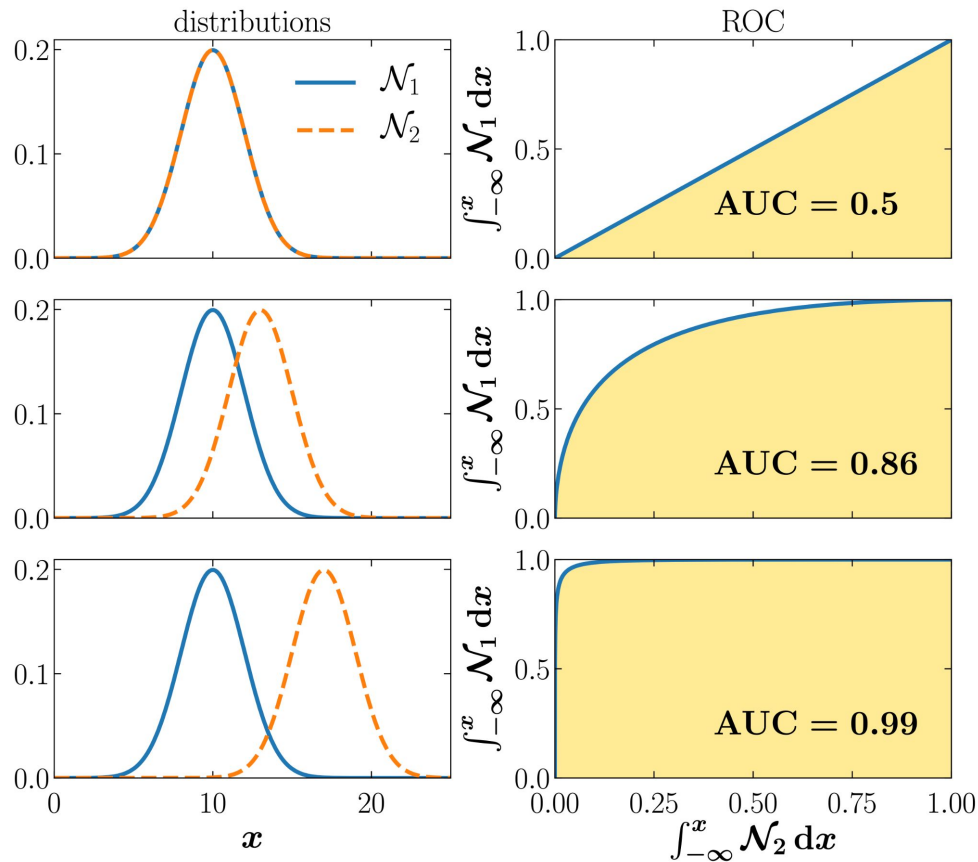 distributions
ROC
0.2
0.1
0.0
𝒩₁
𝒩₂
1.0
0.5
0.0
∫₋∞ˣ 𝒩₁ dx
AUC = 0.5
0.2
0.1
0.0
1.0
0.5
0.0
∫₋∞ˣ 𝒩₁ dx
AUC = 0.86
0.2
0.1
0.0
0
10
20
x
1.0
0.5
0.0
∫₋∞ˣ 𝒩₁ dx
AUC = 0.99
0.00
0.25
0.50
0.75
1.00
∫₋∞ˣ 𝒩₂ dx